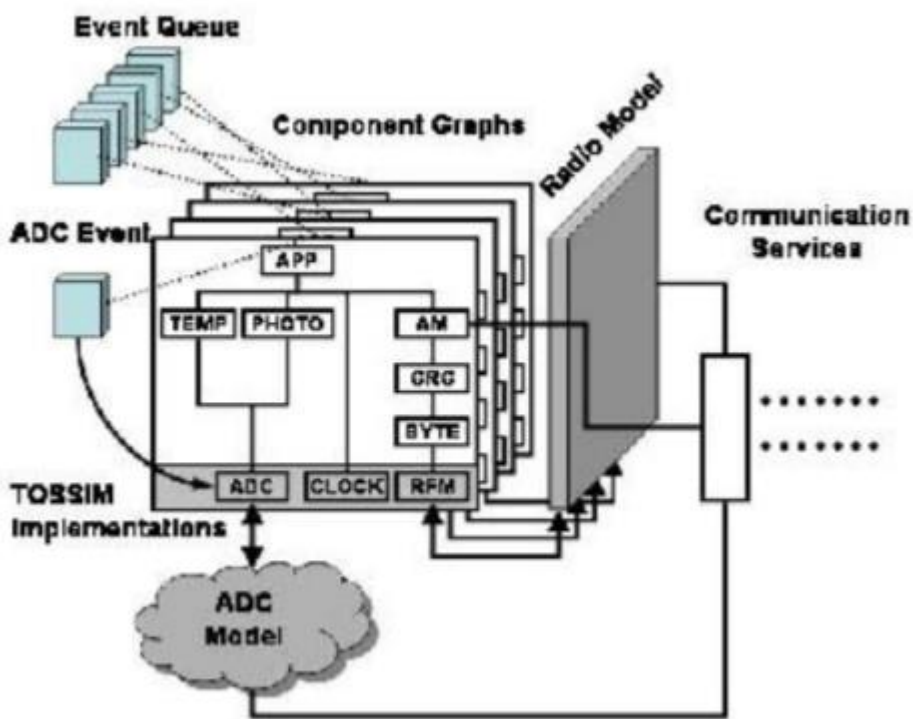 Event Queue
Component Graphs
Radio Model
Communication
Services
ADC Event
APP
TEMP PHOTO AM
CRC
BYTE
ADC CLOCK RFM
TOSSIM
Implementations
ADC
Model